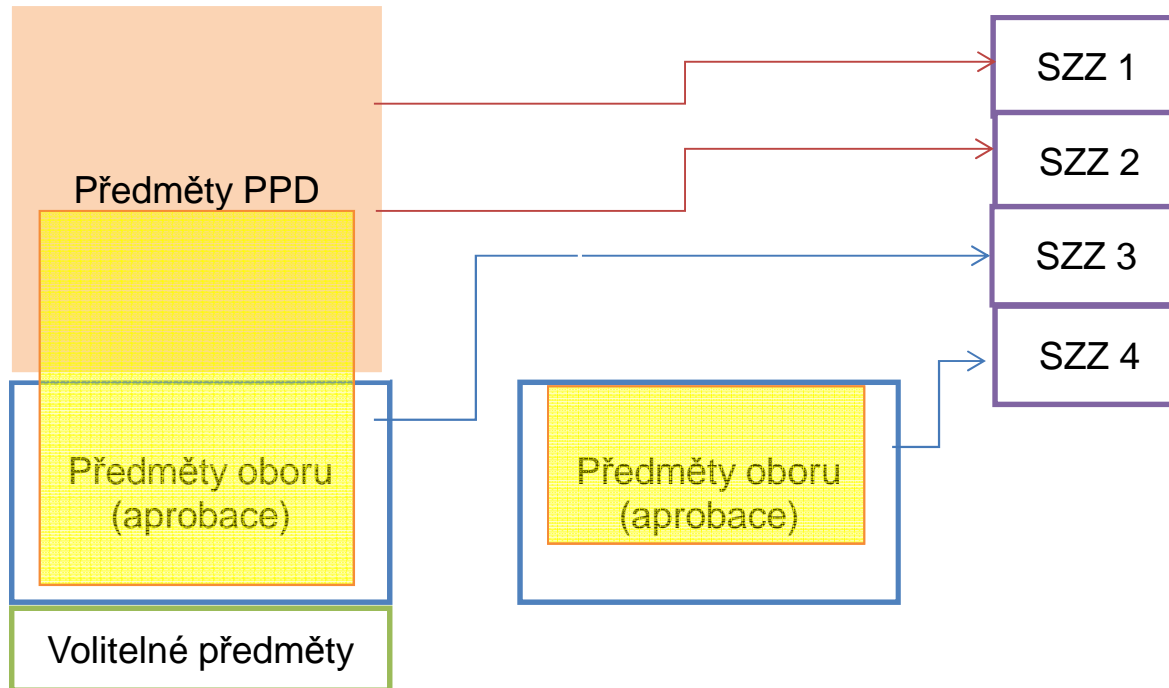 Předměty PPD
Předměty oboru
(aprobace)
Volitelné předměty
Předměty oboru
(aprobace)
SZZ 1
SZZ 2
SZZ 3
SZZ 4